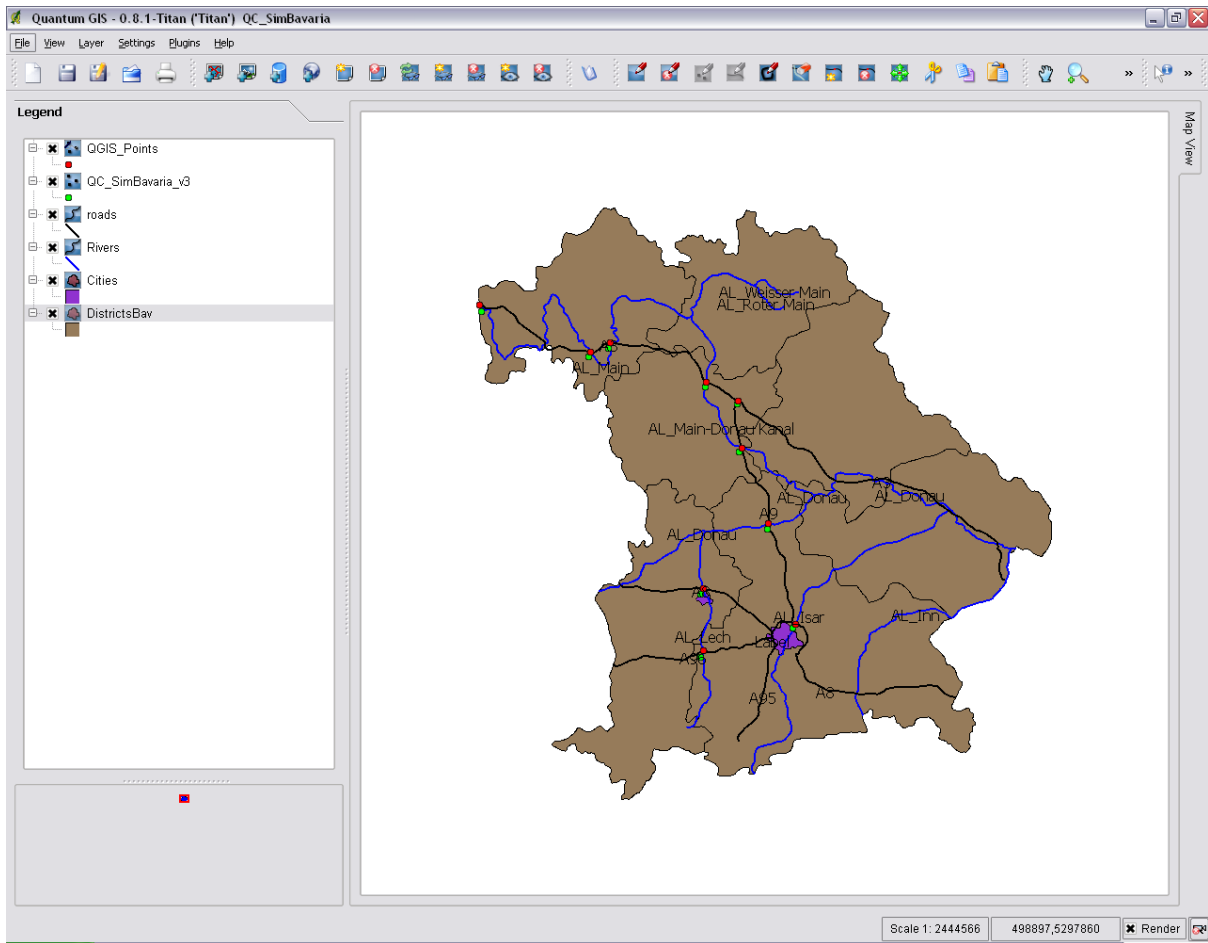 Quantum GIS - 0.8.1-Titan ('Titan') QC_SimBavaria
File View Layer Settings Plugins Help
» »
Legend
Map View
QGIS_Points
QC_SimBavaria_v3
roads
Rivers
Cities
DistrictsBav
AL_Weisser Main
AL_Roter Main
AL_Main
AL_Main-Donau Kanal
AL_Donau
AL_Donau
A9
AL_Donau
AL_Isar
AL_Inn
AL_Lech
A95
A8
Scale 1: 2444566
498897,5297860
Render